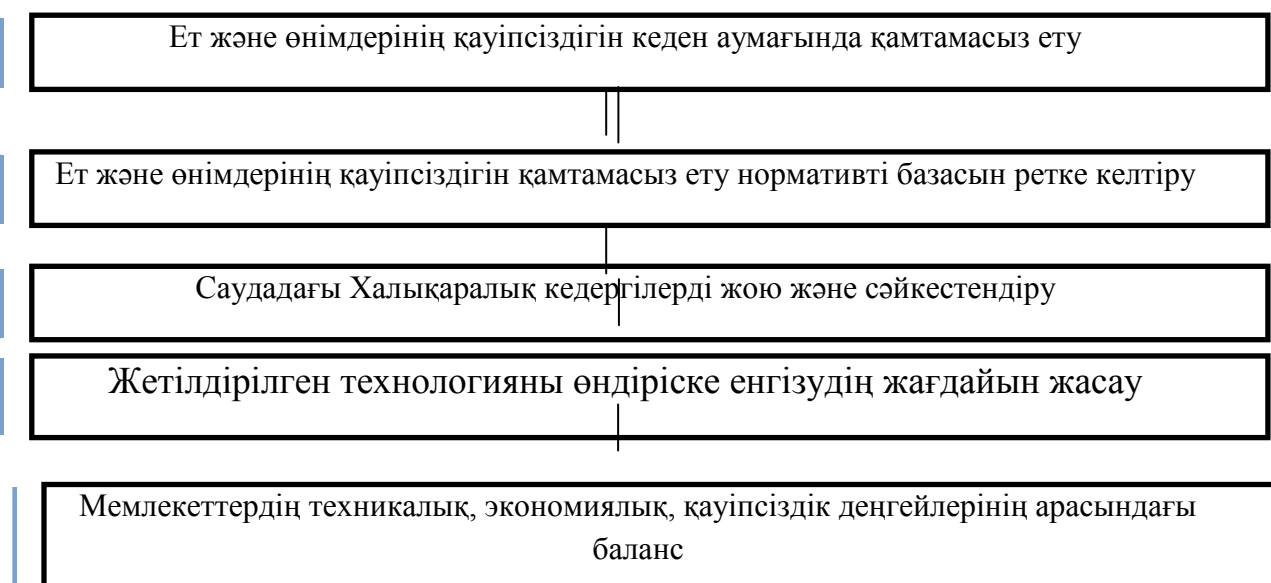 Ет және өнімдерінің қауіпсіздігін кеден аумағында қамтамасыз ету
Ет және өнімдерінің қауіпсіздігін қамтамасыз ету нормативті базасын ретке келтіру
Саудадағы Халықаралық кедергілерді жою және сәйкестендіру
Жетілдірілген технологияны өндіріске енгізудің жағдайын жасау
Мемлекеттердің техникалық, экономиялық, қауіпсіздік деңгейлерінің арасындағы
баланс